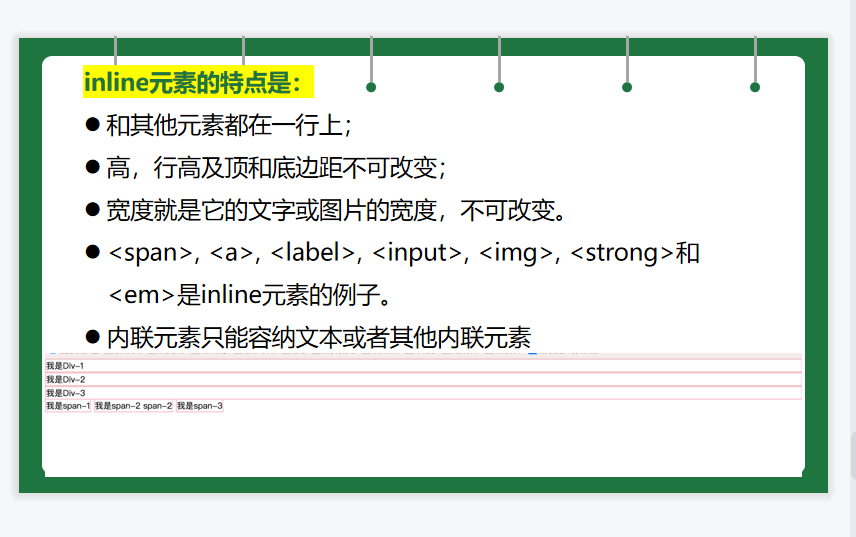 inline元素的特点是：
●和其他元素都在一行上；
●高，行高及顶和底边距不可改变；
●宽度就是它的文字或图片的宽度，不可改变。
●<span>, <a>, <label>, <input>, <img>, <strong>和
<em>是inline元素的例子。
●内联元素只能容纳文本或者其他内联元素
我是Div-1
我是Div-2
我是Div-3
我是span-1 我是span-2 span-2 我是span-3